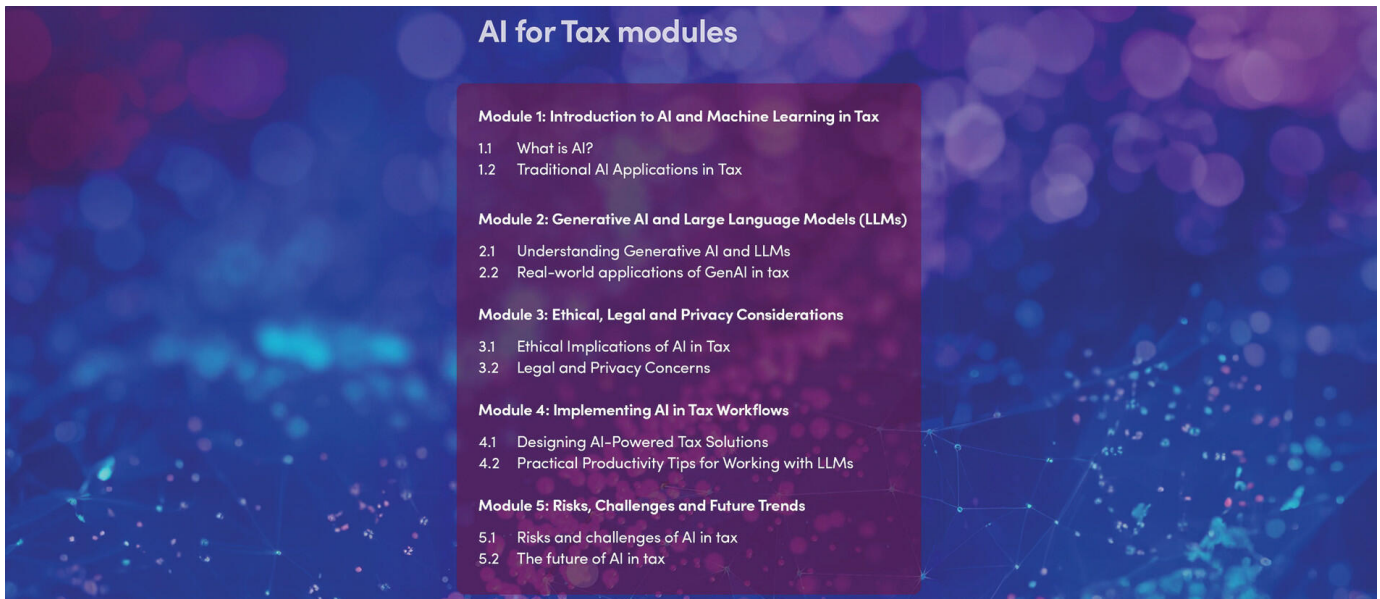 AI for Tax modules
Module 1: Introduction to AI and Machine Learning in Tax
1.1 What is AI?
1.2 Traditional AI Applications in Tax
Module 2: Generative AI and Large Language Models (LLMs)
2.1 Understanding Generative AI and LLMs
2.2 Real-world applications of GenAI in tax
Module 3: Ethical, Legal and Privacy Considerations
3.1 Ethical Implications of AI in Tax
3.2 Legal and Privacy Concerns
Module 4: Implementing AI in Tax Workflows
4.1 Designing AI-Powered Tax Solutions
4.2 Practical Productivity Tips for Working with LLMs
Module 5: Risks, Challenges and Future Trends
5.1 Risks and challenges of AI in tax
5.2 The future of AI in tax